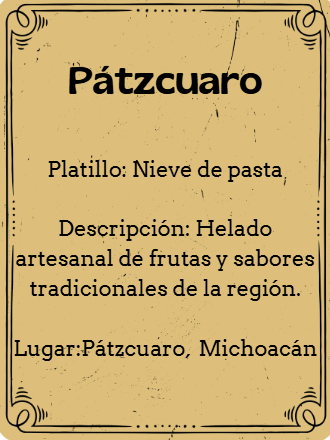 Pátzcuaro
Platillo: Nieve de pasta
Descripción: Helado
artesanal de frutas y sabores
tradicionales de la región.
Lugar:Pátzcuaro, Michoacán